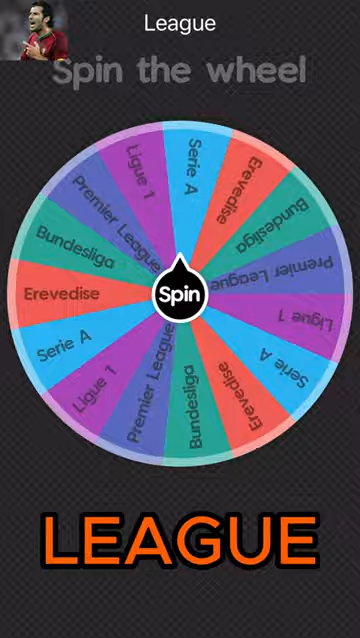 League
Spin the wheel
Serie A
Erevedise
Bundesliga
Premier League
Ligue 1
Serie A
Erevedise
Bundesliga
Premier League
Ligue 1
Serie A
Erevedise
Bundesliga
Premier League
Ligue 1
Spin
LEAGUE